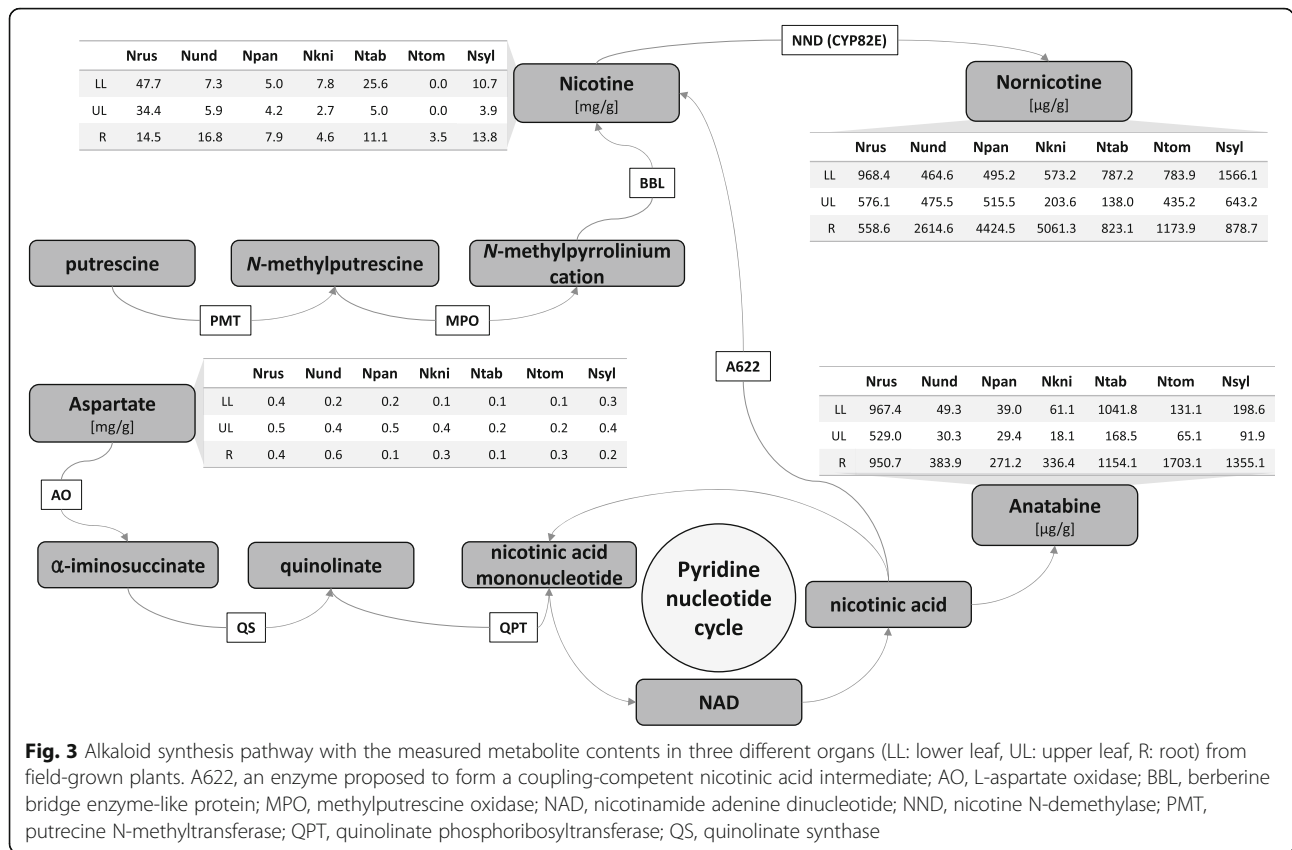 NND (CYP82E)
Nrus Nund Npan Nkni Ntab Ntom Nsyl
LL 47.7 7.3 5.0 7.8 25.6 0.0 10.7
UL 34.4 5.9 4.2 2.7 5.0 0.0 3.9
R 14.5 16.8 7.9 4.6 11.1 3.5 13.8
Nicotine
[mg/g]
Nornicotine
[µg/g]
Nrus Nund Npan Nkni Ntab Ntom Nsyl
LL 968.4 464.6 495.2 573.2 787.2 783.9 1566.1
UL 576.1 475.5 515.5 203.6 138.0 435.2 643.2
R 558.6 2614.6 4424.5 5061.3 823.1 1173.9 878.7
BBL
putrescine
N-methylputrescine
N-methylpyrrolinium
cation
PMT
MPO
A622
Aspartate
[mg/g]
Nrus Nund Npan Nkni Ntab Ntom Nsyl
LL 0.4 0.2 0.2 0.1 0.1 0.1 0.3
UL 0.5 0.4 0.5 0.4 0.2 0.2 0.4
R 0.4 0.6 0.1 0.3 0.1 0.3 0.2
Nrus Nund Npan Nkni Ntab Ntom Nsyl
LL 967.4 49.3 39.0 61.1 1041.8 131.1 198.6
UL 529.0 30.3 29.4 18.1 168.5 65.1 91.9
R 950.7 383.9 271.2 336.4 1154.1 1703.1 1355.1
Anatabine
[µg/g]
AO
α-iminosuccinate
quinolinate
nicotinic acid
mononucleotide
Pyridine
nucleotide
cycle
nicotinic acid
QS
QPT
NAD
Fig. 3 Alkaloid synthesis pathway with the measured metabolite contents in three different organs (LL: lower leaf, UL: upper leaf, R: root) from
field-grown plants. A622, an enzyme proposed to form a coupling-competent nicotinic acid intermediate; AO, L-aspartate oxidase; BBL, berberine
bridge enzyme-like protein; MPO, methylputrescine oxidase; NAD, nicotinamide adenine dinucleotide; NND, nicotine N-demethylase; PMT,
putrecine N-methyltransferase; QPT, quinolinate phosphoribosyltransferase; QS, quinolinate synthase